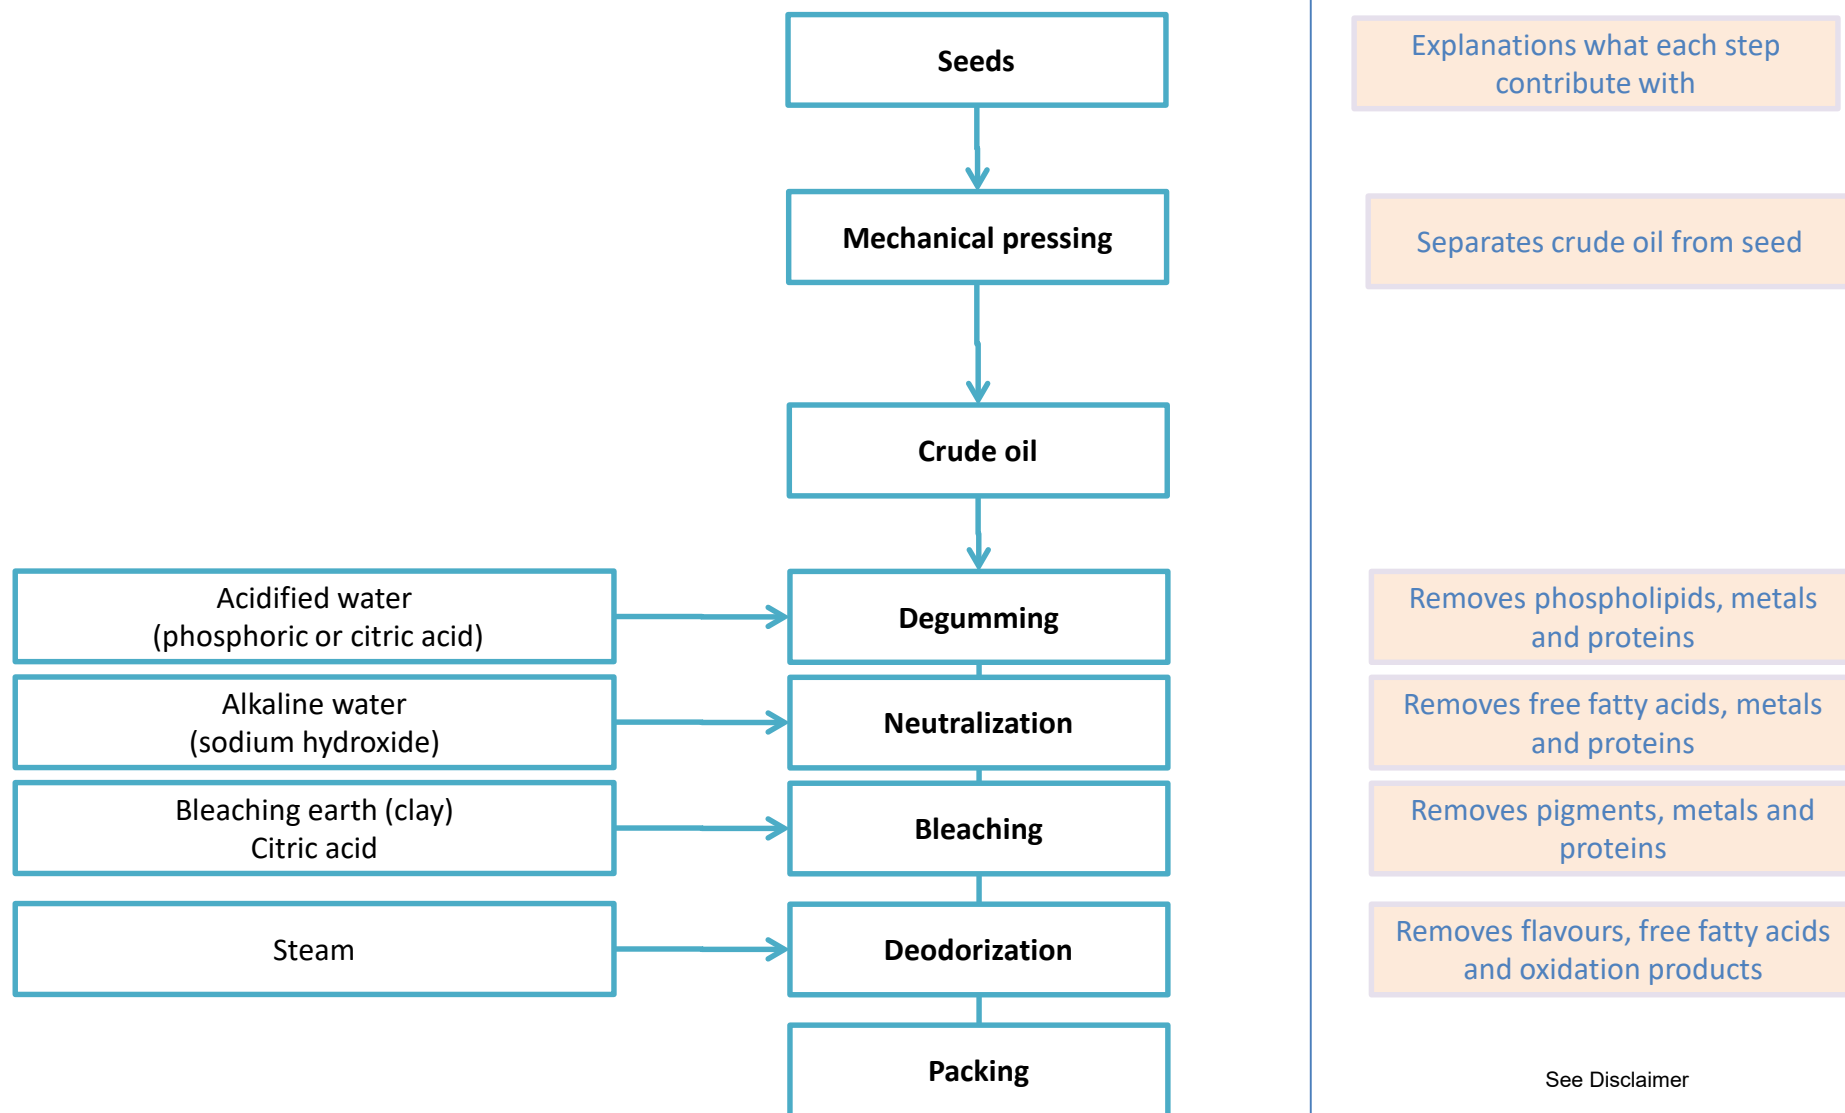 Seeds
Explanations what each step
contribute with
Mechanical pressing
Separates crude oil from seed
Crude oil
Acidified water
(phosphoric or citric acid)
Degumming
Removes phospholipids, metals
and proteins
Alkaline water
(sodium hydroxide)
Neutralization
Removes free fatty acids, metals
and proteins
Bleaching earth (clay)
Citric acid
Bleaching
Removes pigments, metals and
proteins
Steam
Deodorization
Removes flavours, free fatty acids
and oxidation products
Packing
See Disclaimer